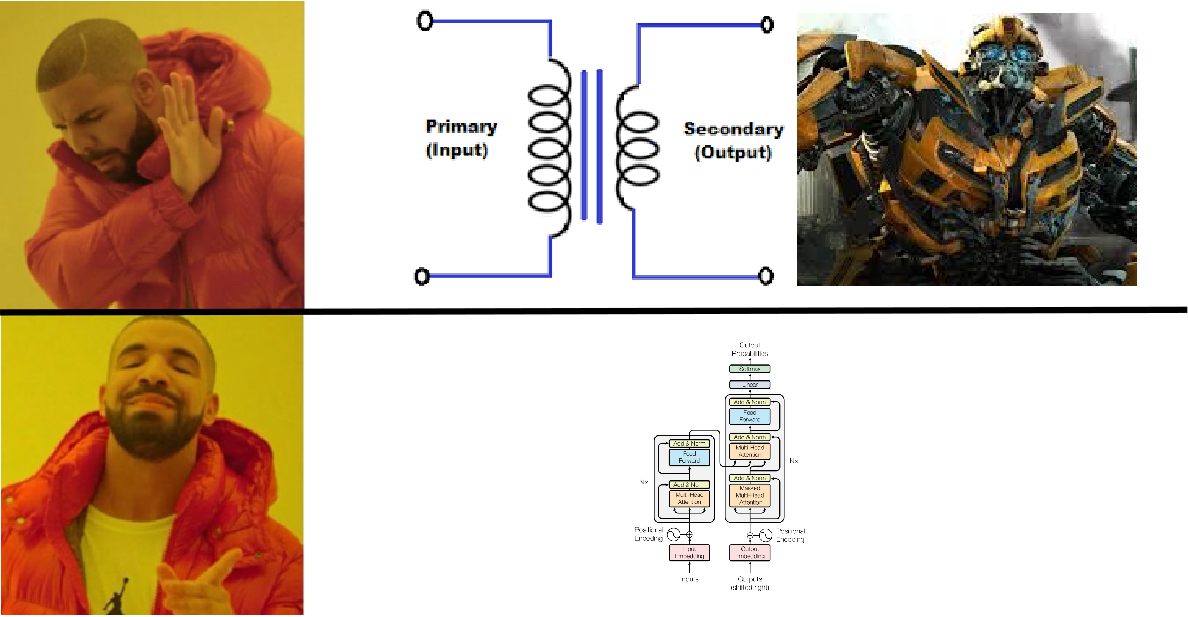 Primary
(Input)
Secondary
(Output)
Output
Probabilities
Softmax
Linear
Add & Norm
Feed
Forward
Add & Norm
Multi-Head
Attention
Add & Norm
Masked
Multi-Head
Attention
Nx
Positional
Encoding
Output
Embedding
Outputs
(shifted right)
Add & Norm
Feed
Forward
Add & Norm
Multi-Head
Attention
Nx
Positional
Encoding
Input
Embedding
Inputs